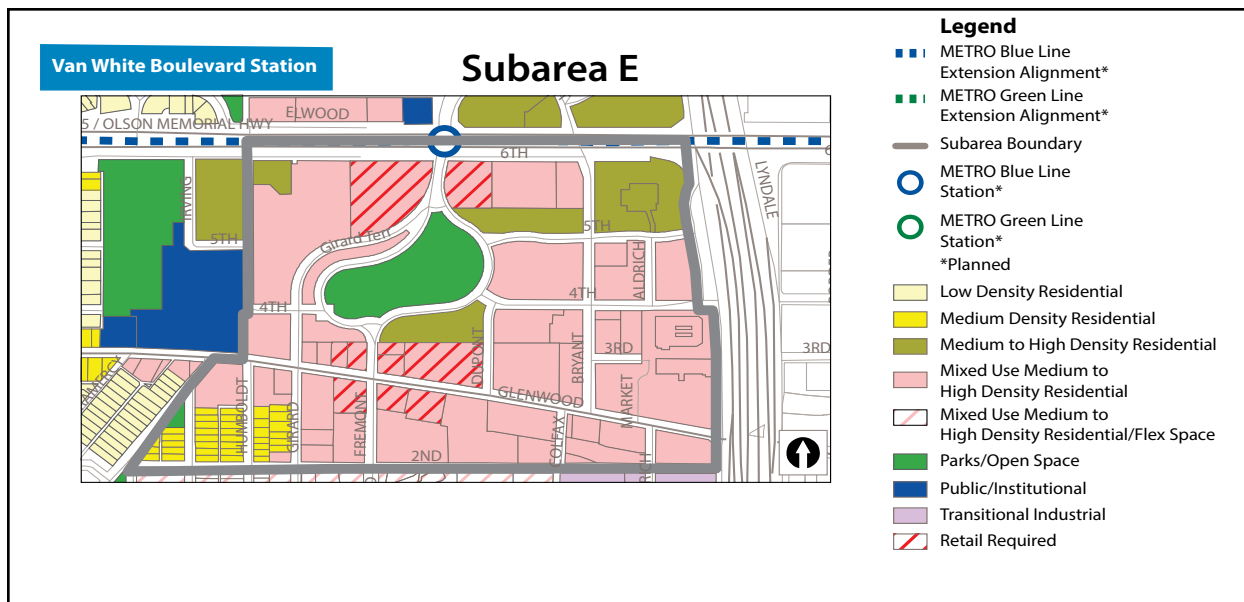 Van White Boulevard Station
Subarea E
ELWOOD
5 / OLSON MEMORIAL HWY
6TH
LYNDALE
IRVING
5TH
5TH
Girard Terr
ALDRICH
4TH
4TH
3RD
3RD
DUPONT
BRYANT
GLENWOOD
MARKET
HUMBOLDT
GIRARD
FREMONT
COLFAX
2ND
RCH
Legend
METRO Blue Line
Extension Alignment*
METRO Green Line
Extension Alignment*
Subarea Boundary
METRO Blue Line
Station*
METRO Green Line
Station*
*Planned
Low Density Residential
Medium Density Residential
Medium to High Density Residential
Mixed Use Medium to
High Density Residential
Mixed Use Medium to
High Density Residential/Flex Space
Parks/Open Space
Public/Institutional
Transitional Industrial
Retail Required